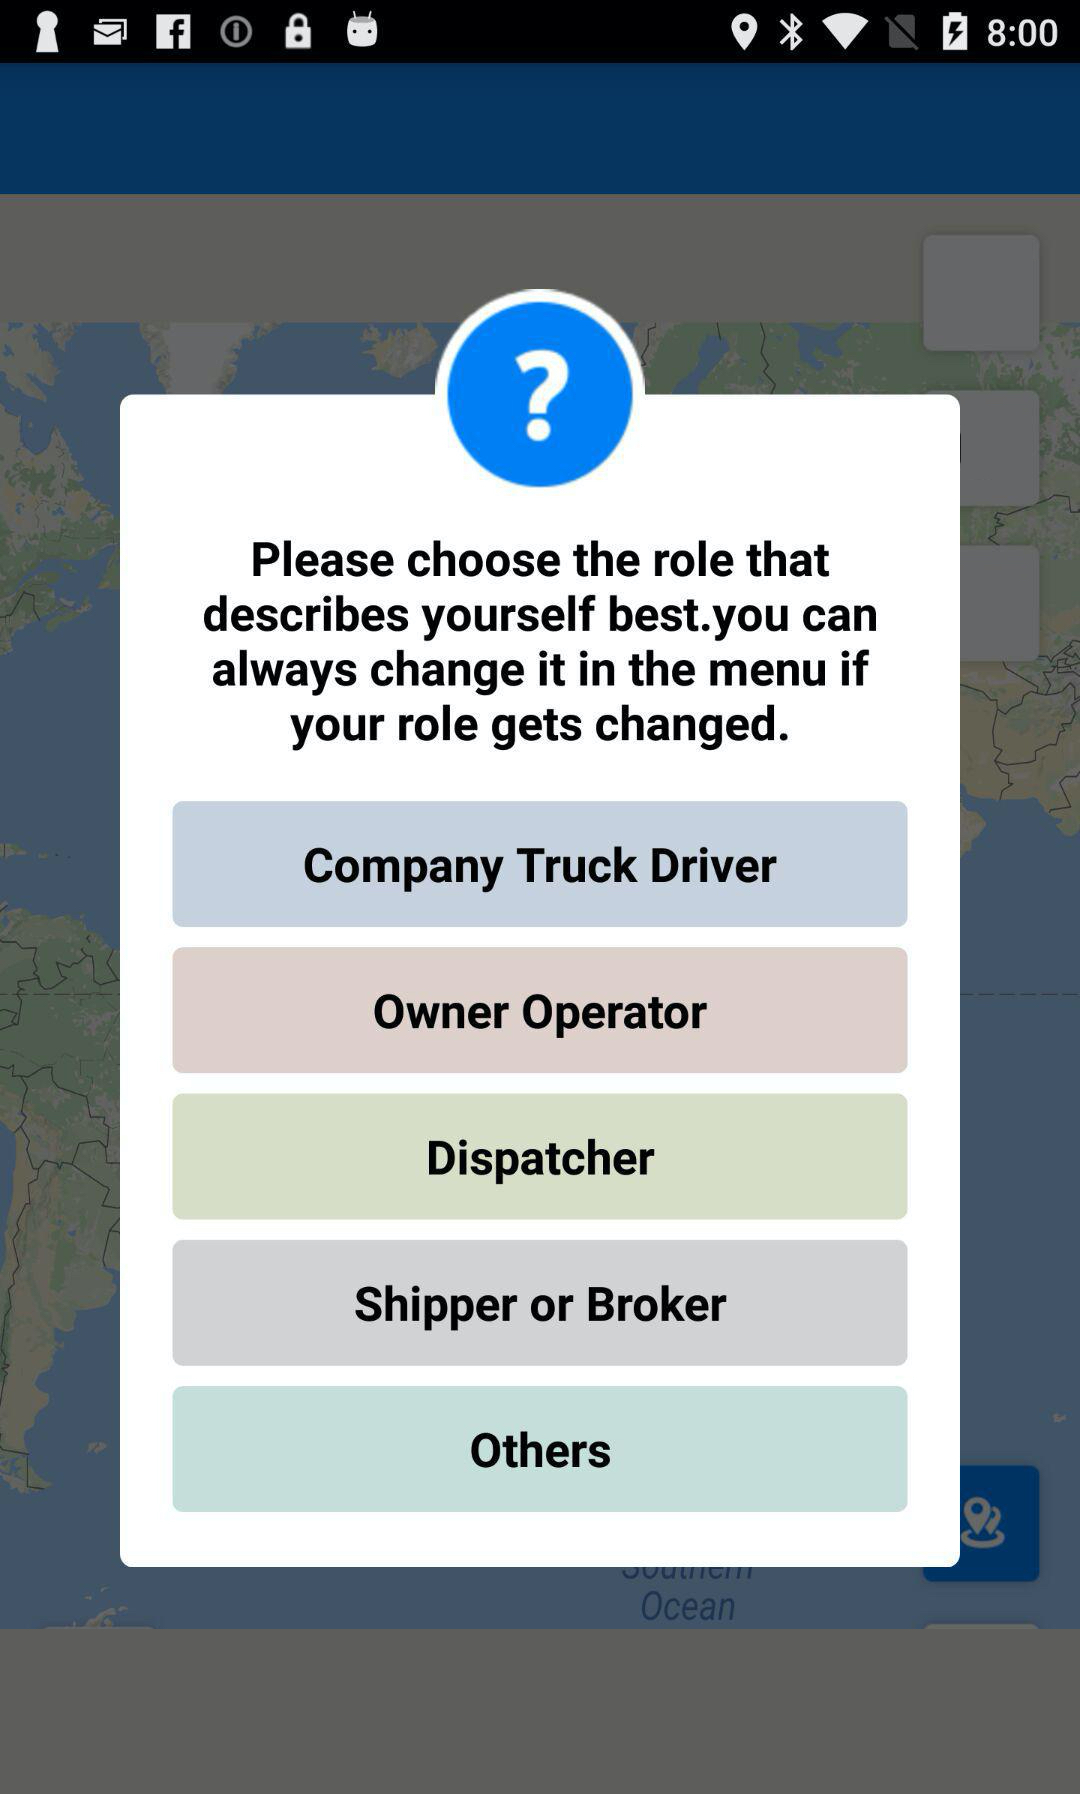 8:00
?
Please choose the role that
describes yourself best.you can
always change it in the menu if
your role gets changed.
Company Truck Driver
Owner Operator
Dispatcher
Shipper or Broker
Others
Southern
Ocean